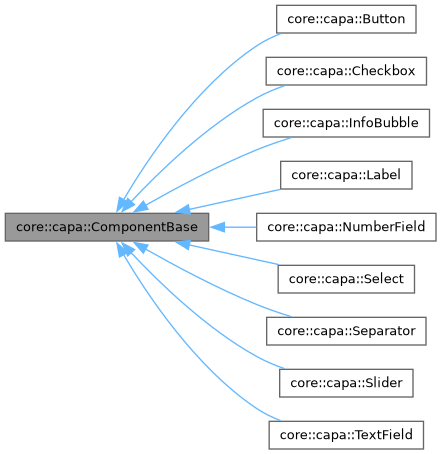 core::capa::Button
core::capa::Checkbox
core::capa::InfoBubble
core::capa::Label
core::capa::ComponentBase
core::capa::NumberField
core::capa::Select
core::capa::Separator
core::capa::Slider
core::capa::TextField